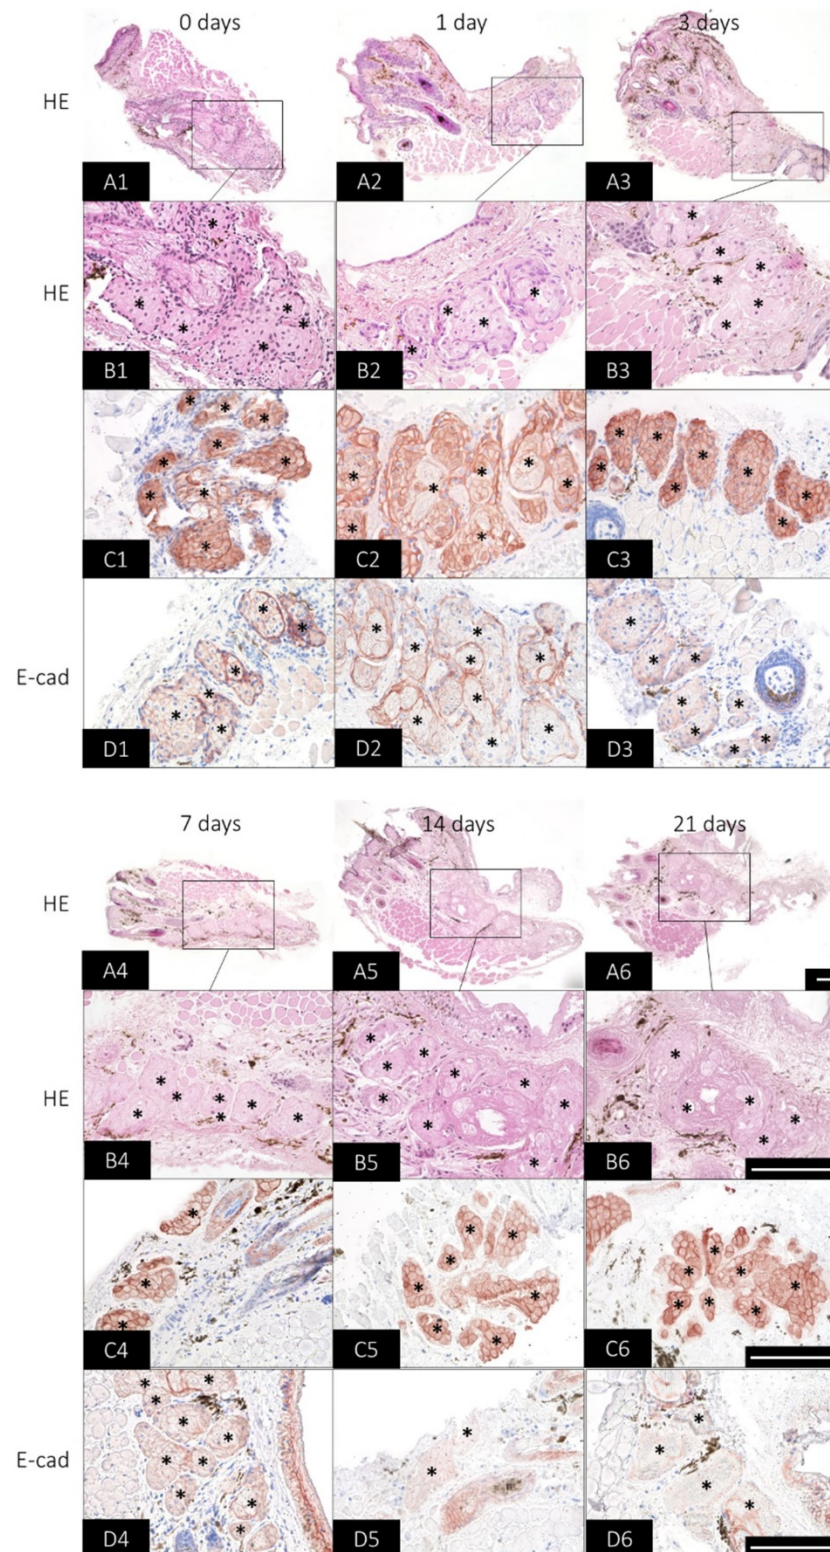 0 days 1 day 3 days
HE
A1 A2 A3
HE
B1 B2 B3
C1 C2 C3
E-cad
D1 D2 D3
7 days 14 days 21 days
HE
A4 A5 A6
HE
B4 B5 B6
C4 C5 C6
E-cad
D4 D5 D6